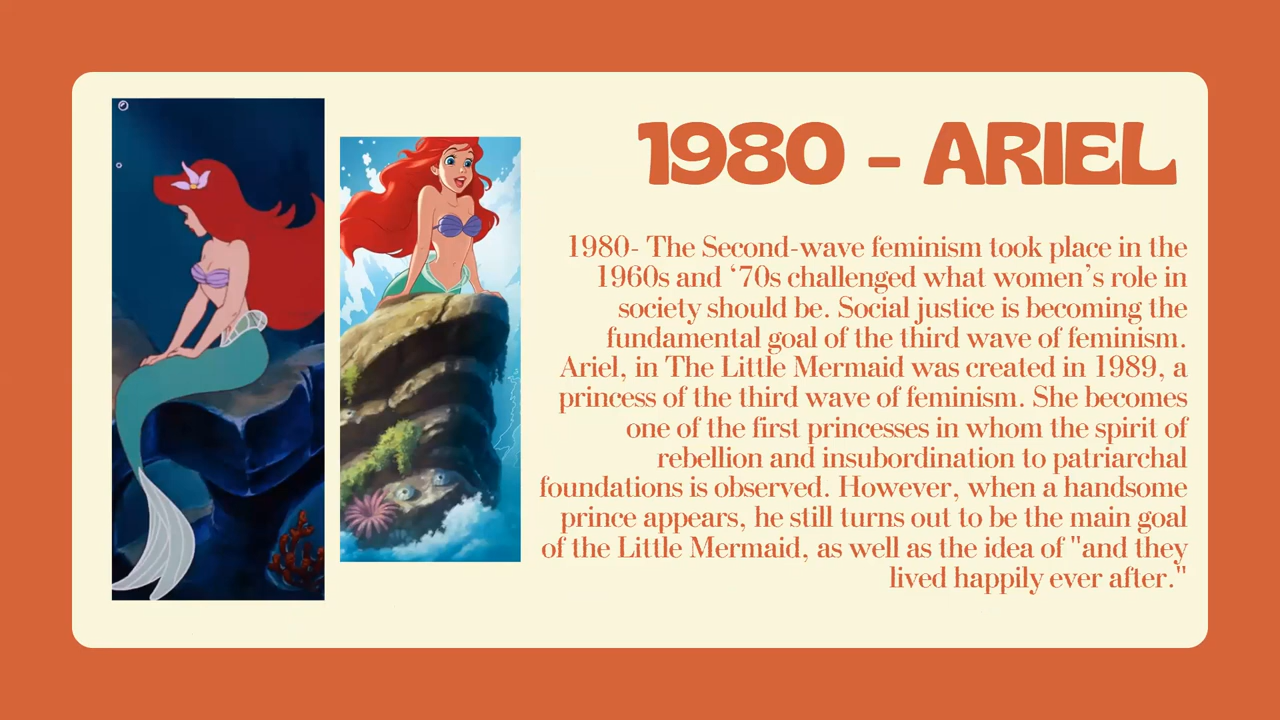 1980 - ARIEL
1980- The Second-wave feminism took place in the
1960s and ‘70s challenged what women’s role in
society should be. Social justice is becoming the
fundamental goal of the third wave of feminism.
Ariel, in The Little Mermaid was created in 1989, a
princess of the third wave of feminism. She becomes
one of the first princesses in whom the spirit of
rebellion and insubordination to patriarchal
foundations is observed. However, when a handsome
prince appears, he still turns out to be the main goal
of the Little Mermaid, as well as the idea of "and they
lived happily ever after."